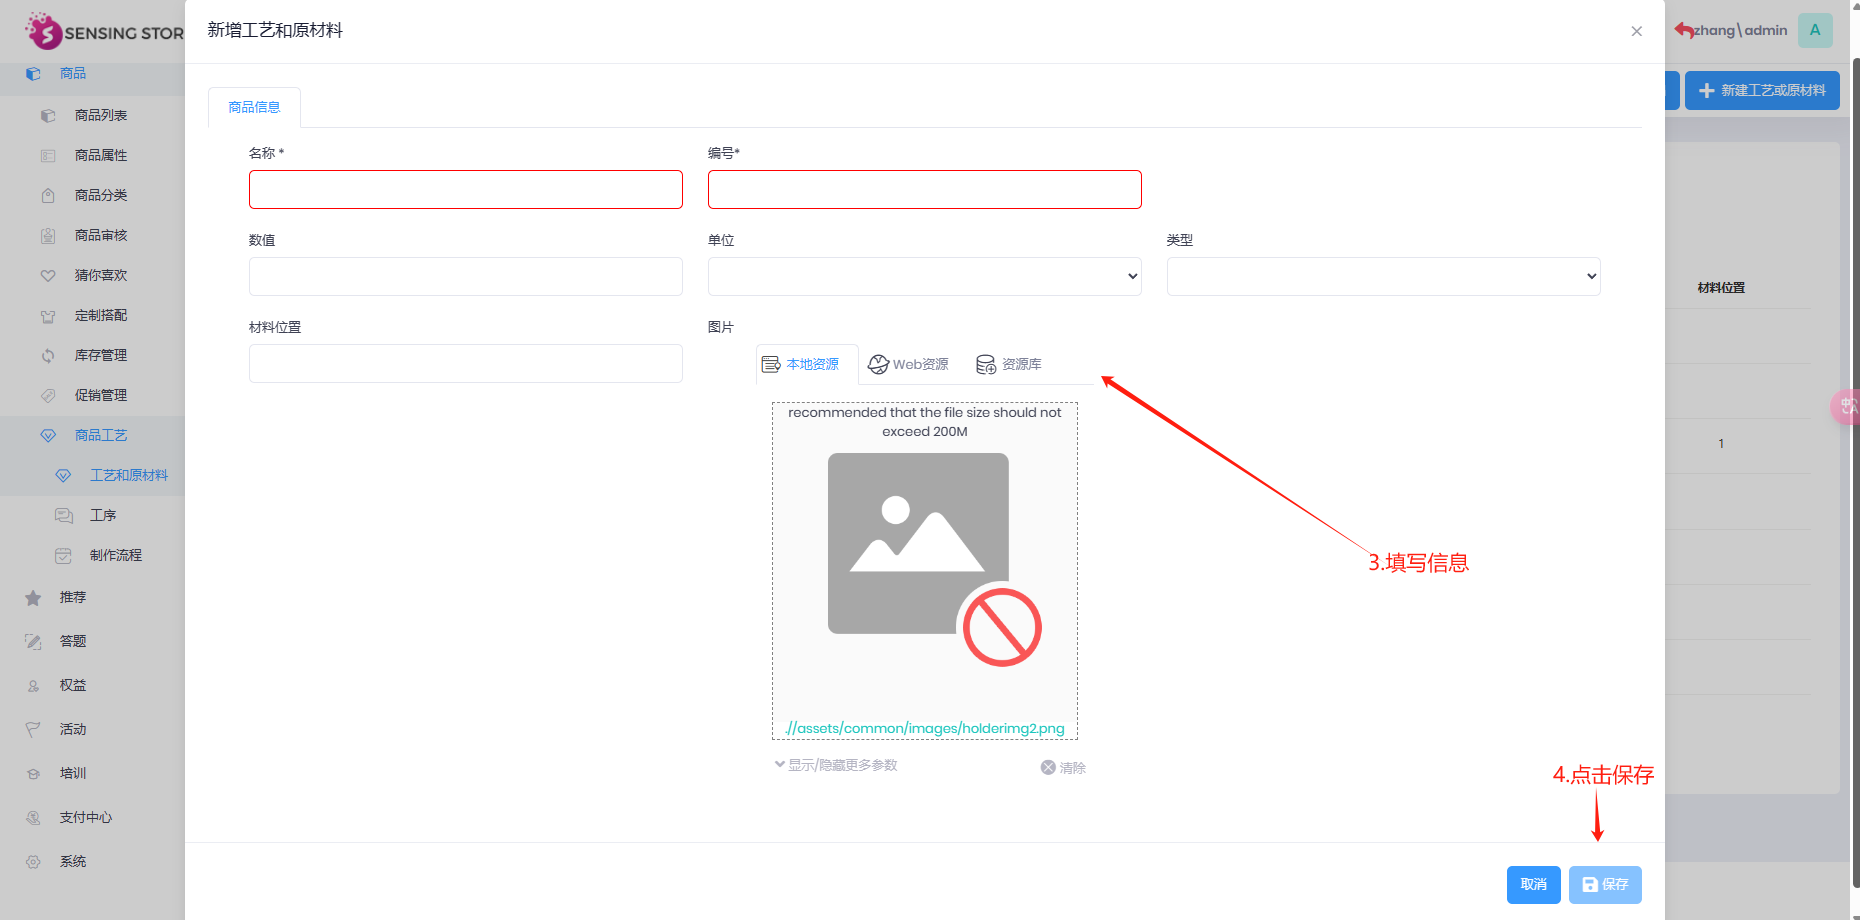 SENSING STOR
新增工艺和原材料
×
zhang\admin
A
商品
商品列表
商品属性
商品分类
商品审核
猜你喜欢
定制搭配
库存管理
促销管理
商品工艺
工艺和原材料
工序
制作流程
推荐
答题
权益
活动
培训
支付中心
系统
新建工艺或原材料
商品信息
名称 *
编号*
数值
单位
类型
材料位置
图片
本地资源
Web资源
资源库
recommended that the file size should not
exceed 200M
.//assets/common/images/holderimg2.png
显示/隐藏更多参数
清除
材料位置
1
3.填写信息
4.点击保存
取消
保存